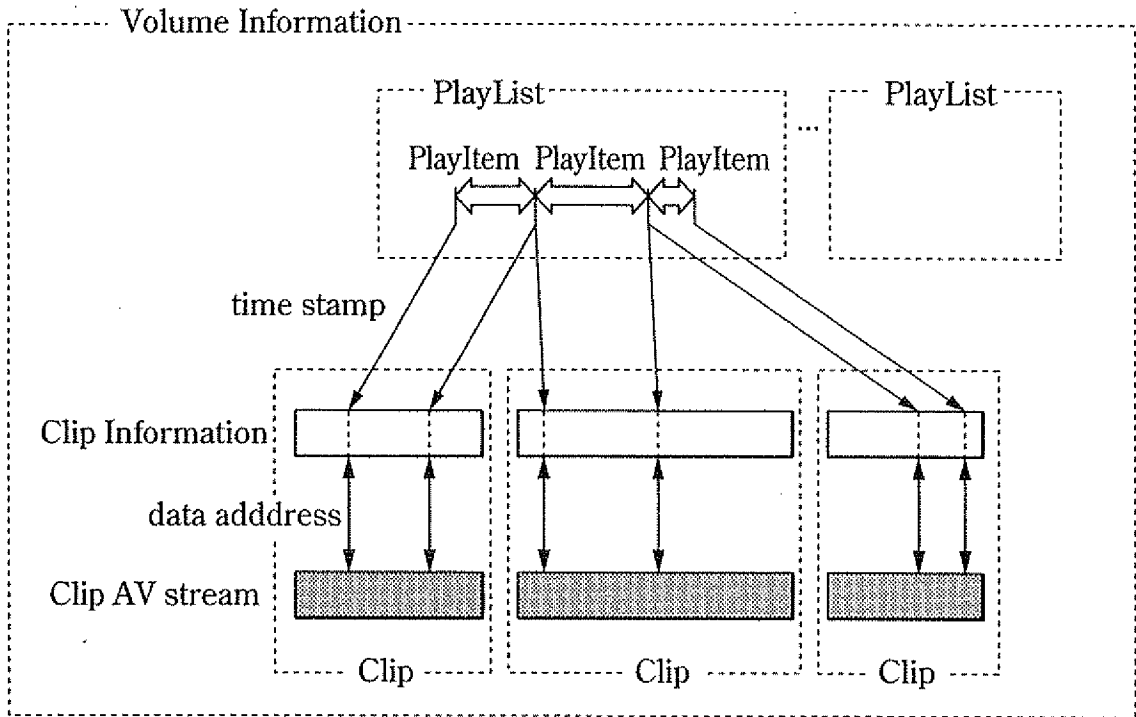 Volume Information
PlayList
PlayList
...
PlayItem PlayItem PlayItem
time stamp
Clip Information
data adddress
Clip AV stream
Clip
Clip
Clip